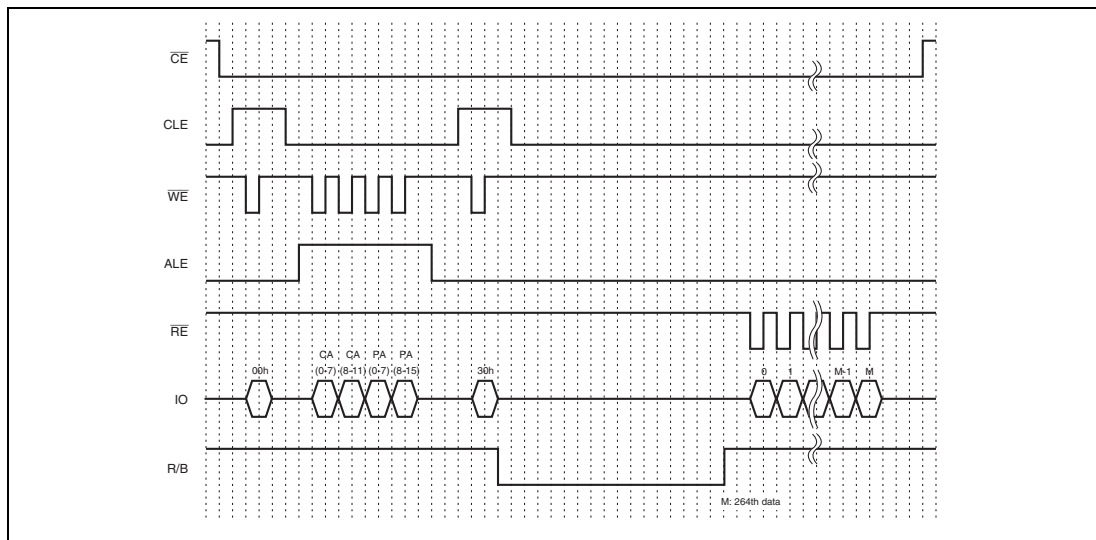 CE
CLE
WE
ALE
RE
CA CA PA PA
00h (0-7) (8-11) (0-7) (8-15) 30h 0 1 M-1 M
IO
R/B
M: 264th data